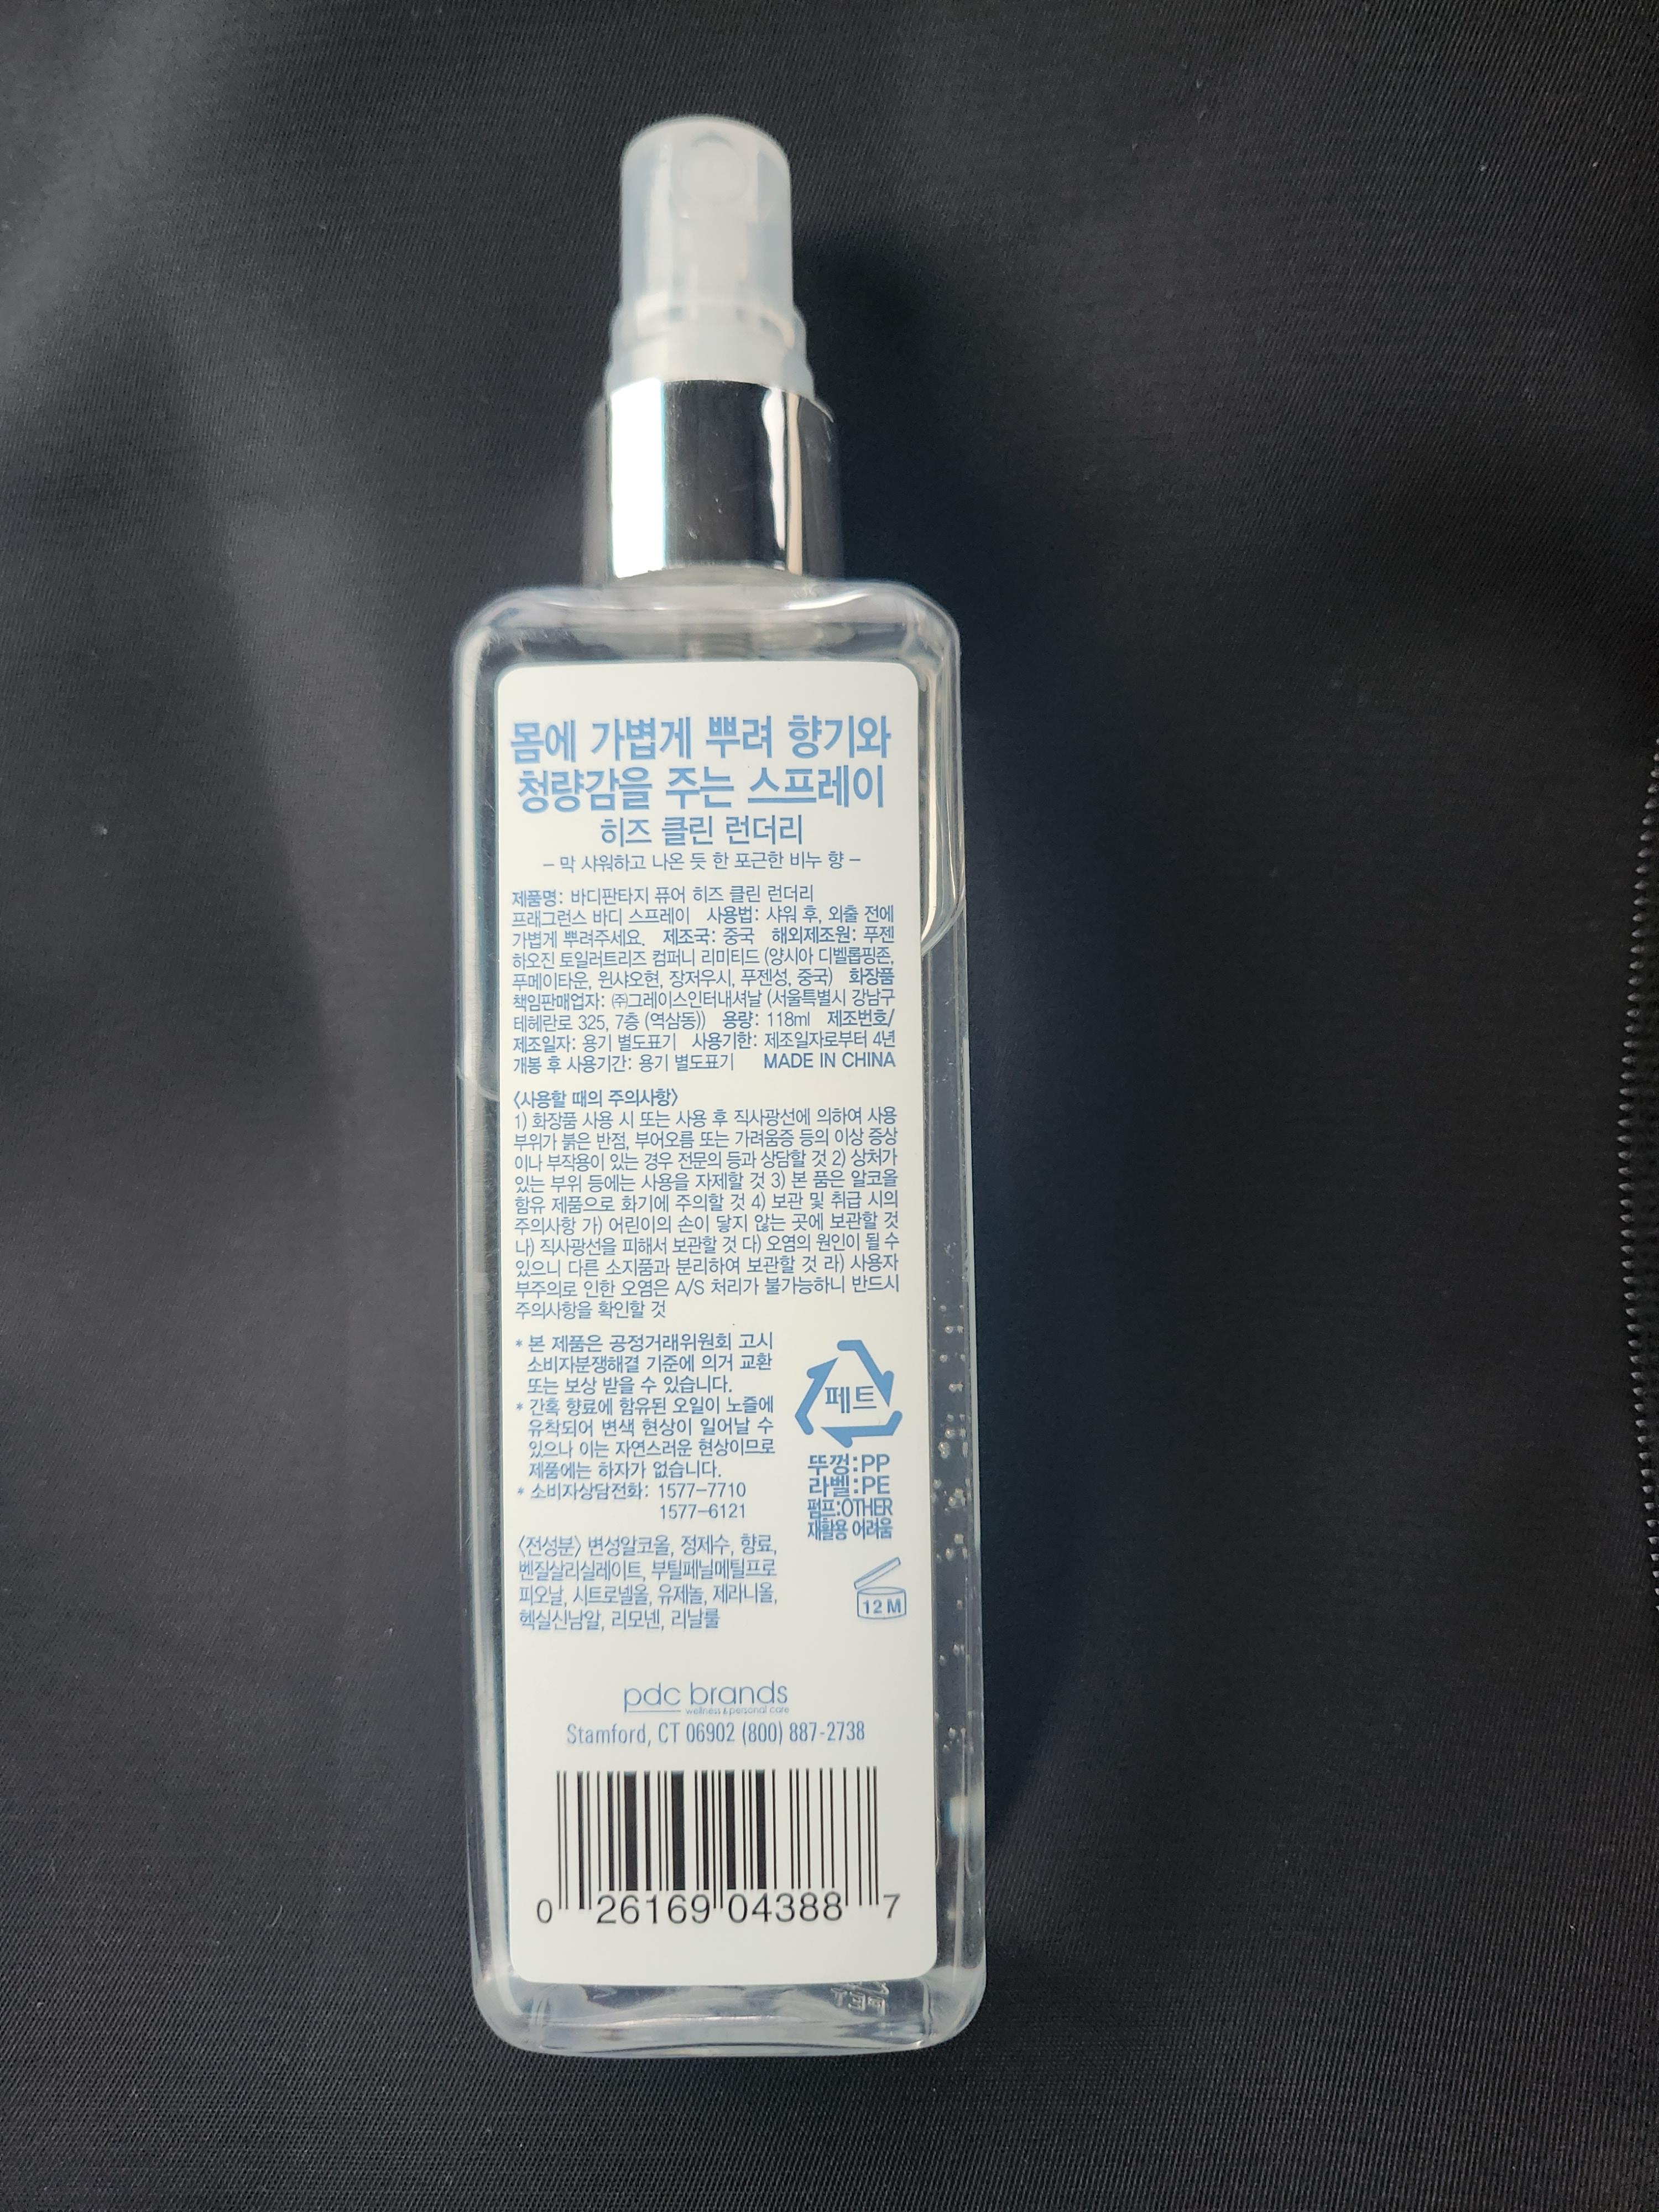 몸에 가볍게 뿌려 향기와
청량감을 주는 스프레이
히즈 클린 런더리
– 막 샤워하고 나온 듯 한 포근한 비누 향 –
제품명: 바디판타지 퓨어 히즈 클린 런더리
프래그런스 바디 스프레이 사용법: 샤워 후, 외출 전에
가볍게 뿌려주세요. 제조국: 중국 해외제조원: 푸젠
하오진 토일러트리즈 컴퍼니 리미티드 (양시아 디벨롭핑존,
푸메이타운, 윈샤오현, 장저우시, 푸젠성, 중국) 화장품
책임판매업자: ㈜그레이스인터내셔날 (서울특별시 강남구
테헤란로 325, 7층 (역삼동)) 용량: 118ml 제조번호/
제조일자: 용기 별도표기 사용기한: 제조일자로부터 4년
개봉 후 사용기간: 용기 별도표기 MADE IN CHINA
〈사용할 때의 주의사항〉
1) 화장품 사용 시 또는 사용 후 직사광선에 의하여 사용
부위가 붉은 반점, 부어오름 또는 가려움증 등의 이상 증상
이나 부작용이 있는 경우 전문의 등과 상담할 것 2) 상처가
있는 부위 등에는 사용을 자제할 것 3) 본 품은 알코올
함유 제품으로 화기에 주의할 것 4) 보관 및 취급 시의
주의사항 가) 어린이의 손이 닿지 않는 곳에 보관할 것
나) 직사광선을 피해서 보관할 것 다) 오염의 원인이 될 수
있으니 다른 소지품과 분리하여 보관할 것 라) 사용자
부주의로 인한 오염은 A/S 처리가 불가능하니 반드시
주의사항을 확인할 것
* 본 제품은 공정거래위원회 고시
소비자분쟁해결 기준에 의거 교환
또는 보상 받을 수 있습니다.
* 간혹 향료에 함유된 오일이 노즐에
유착되어 변색 현상이 일어날 수
있으나 이는 자연스러운 현상이므로
제품에는 하자가 없습니다.
* 소비자상담전화: 1577-7710
1577-6121
페트
뚜껑:PP
라벨:PE
펌프:OTHER
재활용 어려움
〈전성분〉 변성알코올, 정제수, 향료,
벤질살리실레이트, 부틸페닐메틸프로
피오날, 시트로넬올, 유제놀, 제라니올,
헥실신남알, 리모넨, 리날룰
12 M
pdc brands
wellness & personal care
Stamford, CT 06902 (800) 887-2738
0 26169 04388 7
PET